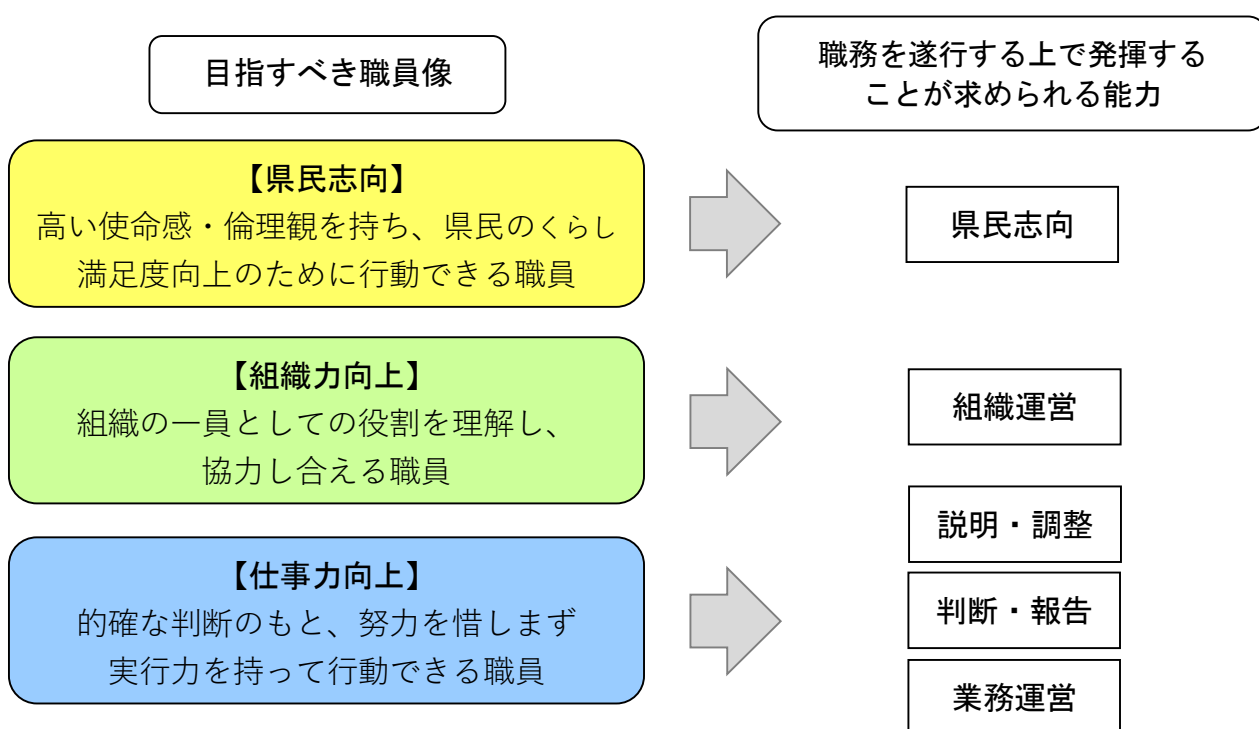 目指すべき職員像
職務を遂行する上で発揮する
ことが求められる能力
【県民志向】
高い使命感・倫理観を持ち、県民のくらし
満足度向上のために行動できる職員
県民志向
【組織力向上】
組織の一員としての役割を理解し、
協力し合える職員
組織運営
【仕事力向上】
的確な判断のもと、努力を惜しまず
実行力を持って行動できる職員
説明・調整
判断・報告
業務運営